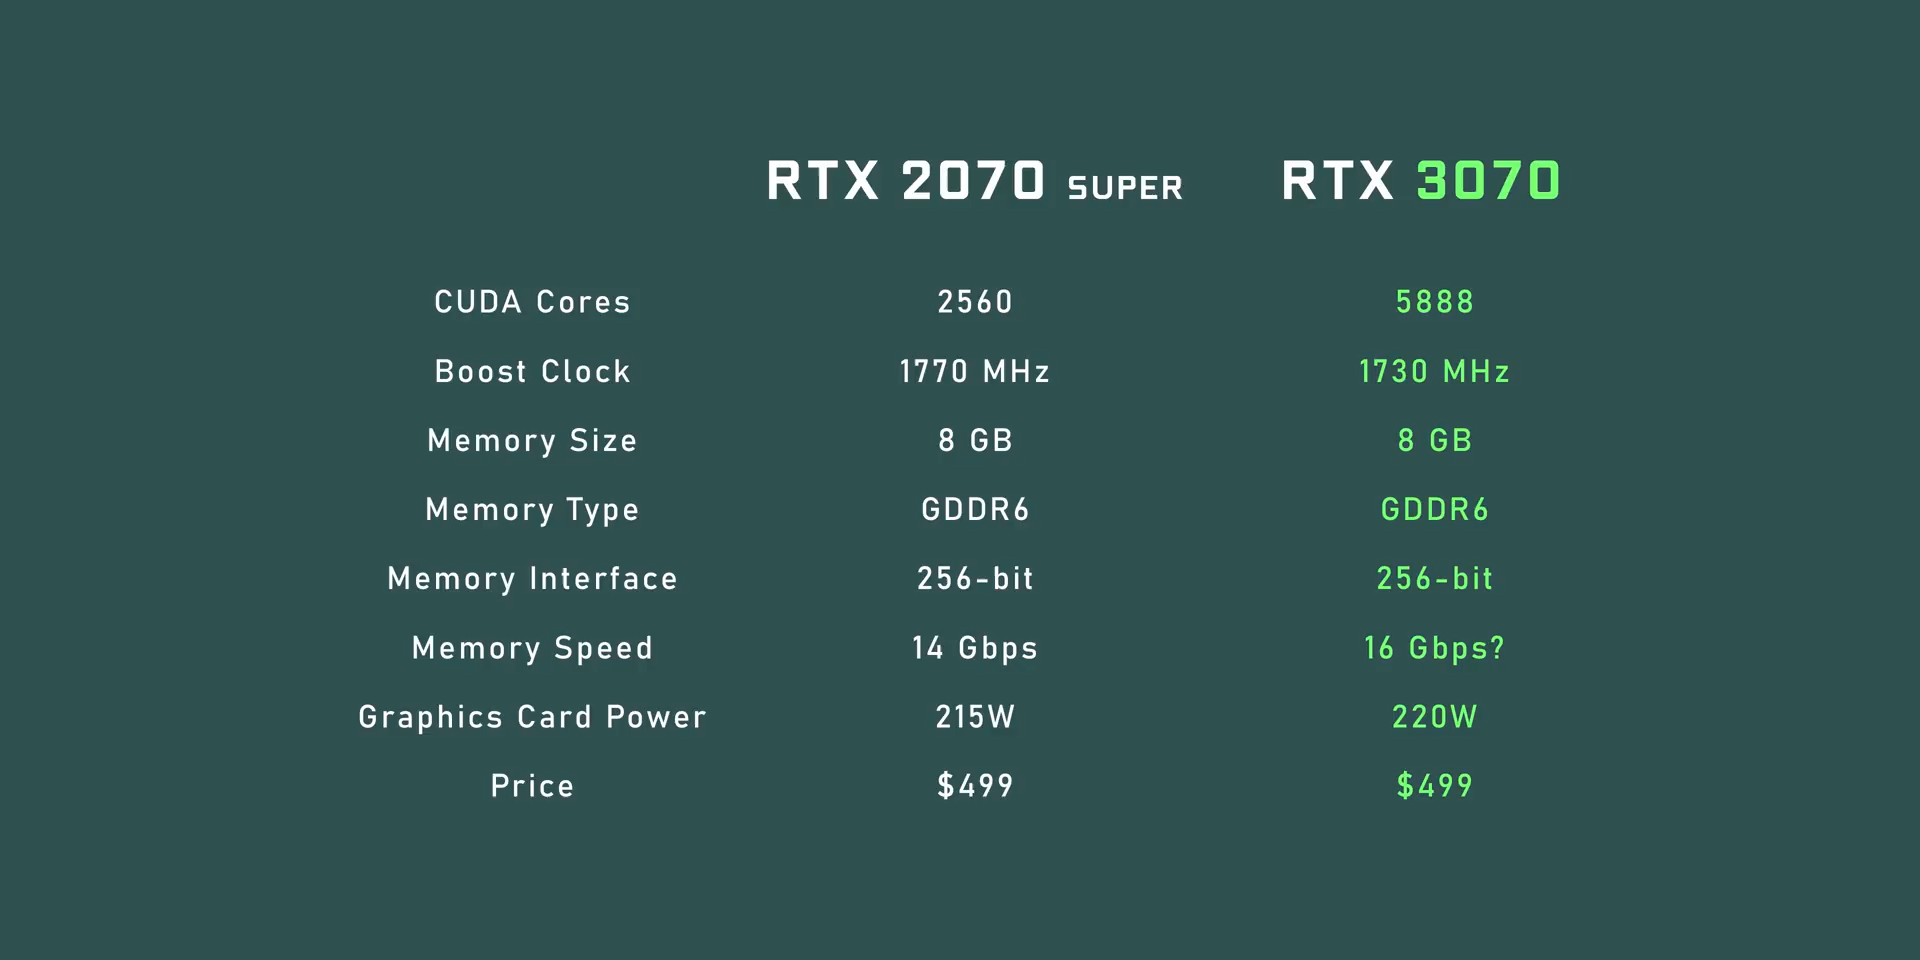 RTX 2070 SUPER RTX 3070
CUDA Cores 2560 5888
Boost Clock 1770 MHz 1730 MHz
Memory Size 8 GB 8 GB
Memory Type GDDR6 GDDR6
Memory Interface 256-bit 256-bit
Memory Speed 14 Gbps 16 Gbps?
Graphics Card Power 215W 220W
Price $499 $499